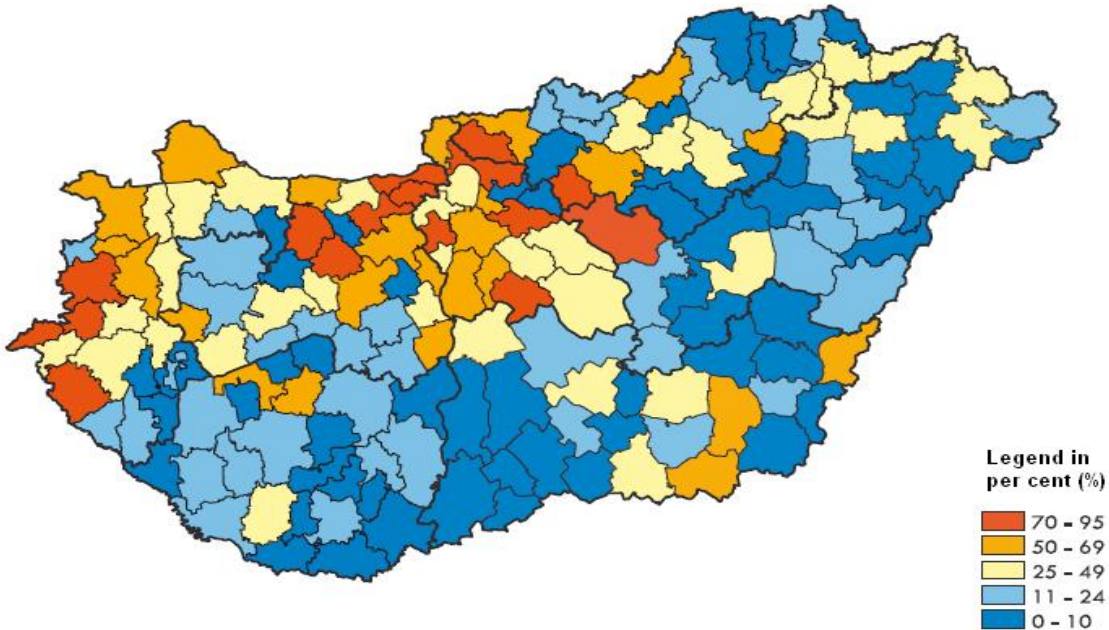 Legend in
per cent (%)
70 – 95
50 – 69
25 – 49
11 – 24
0 – 10